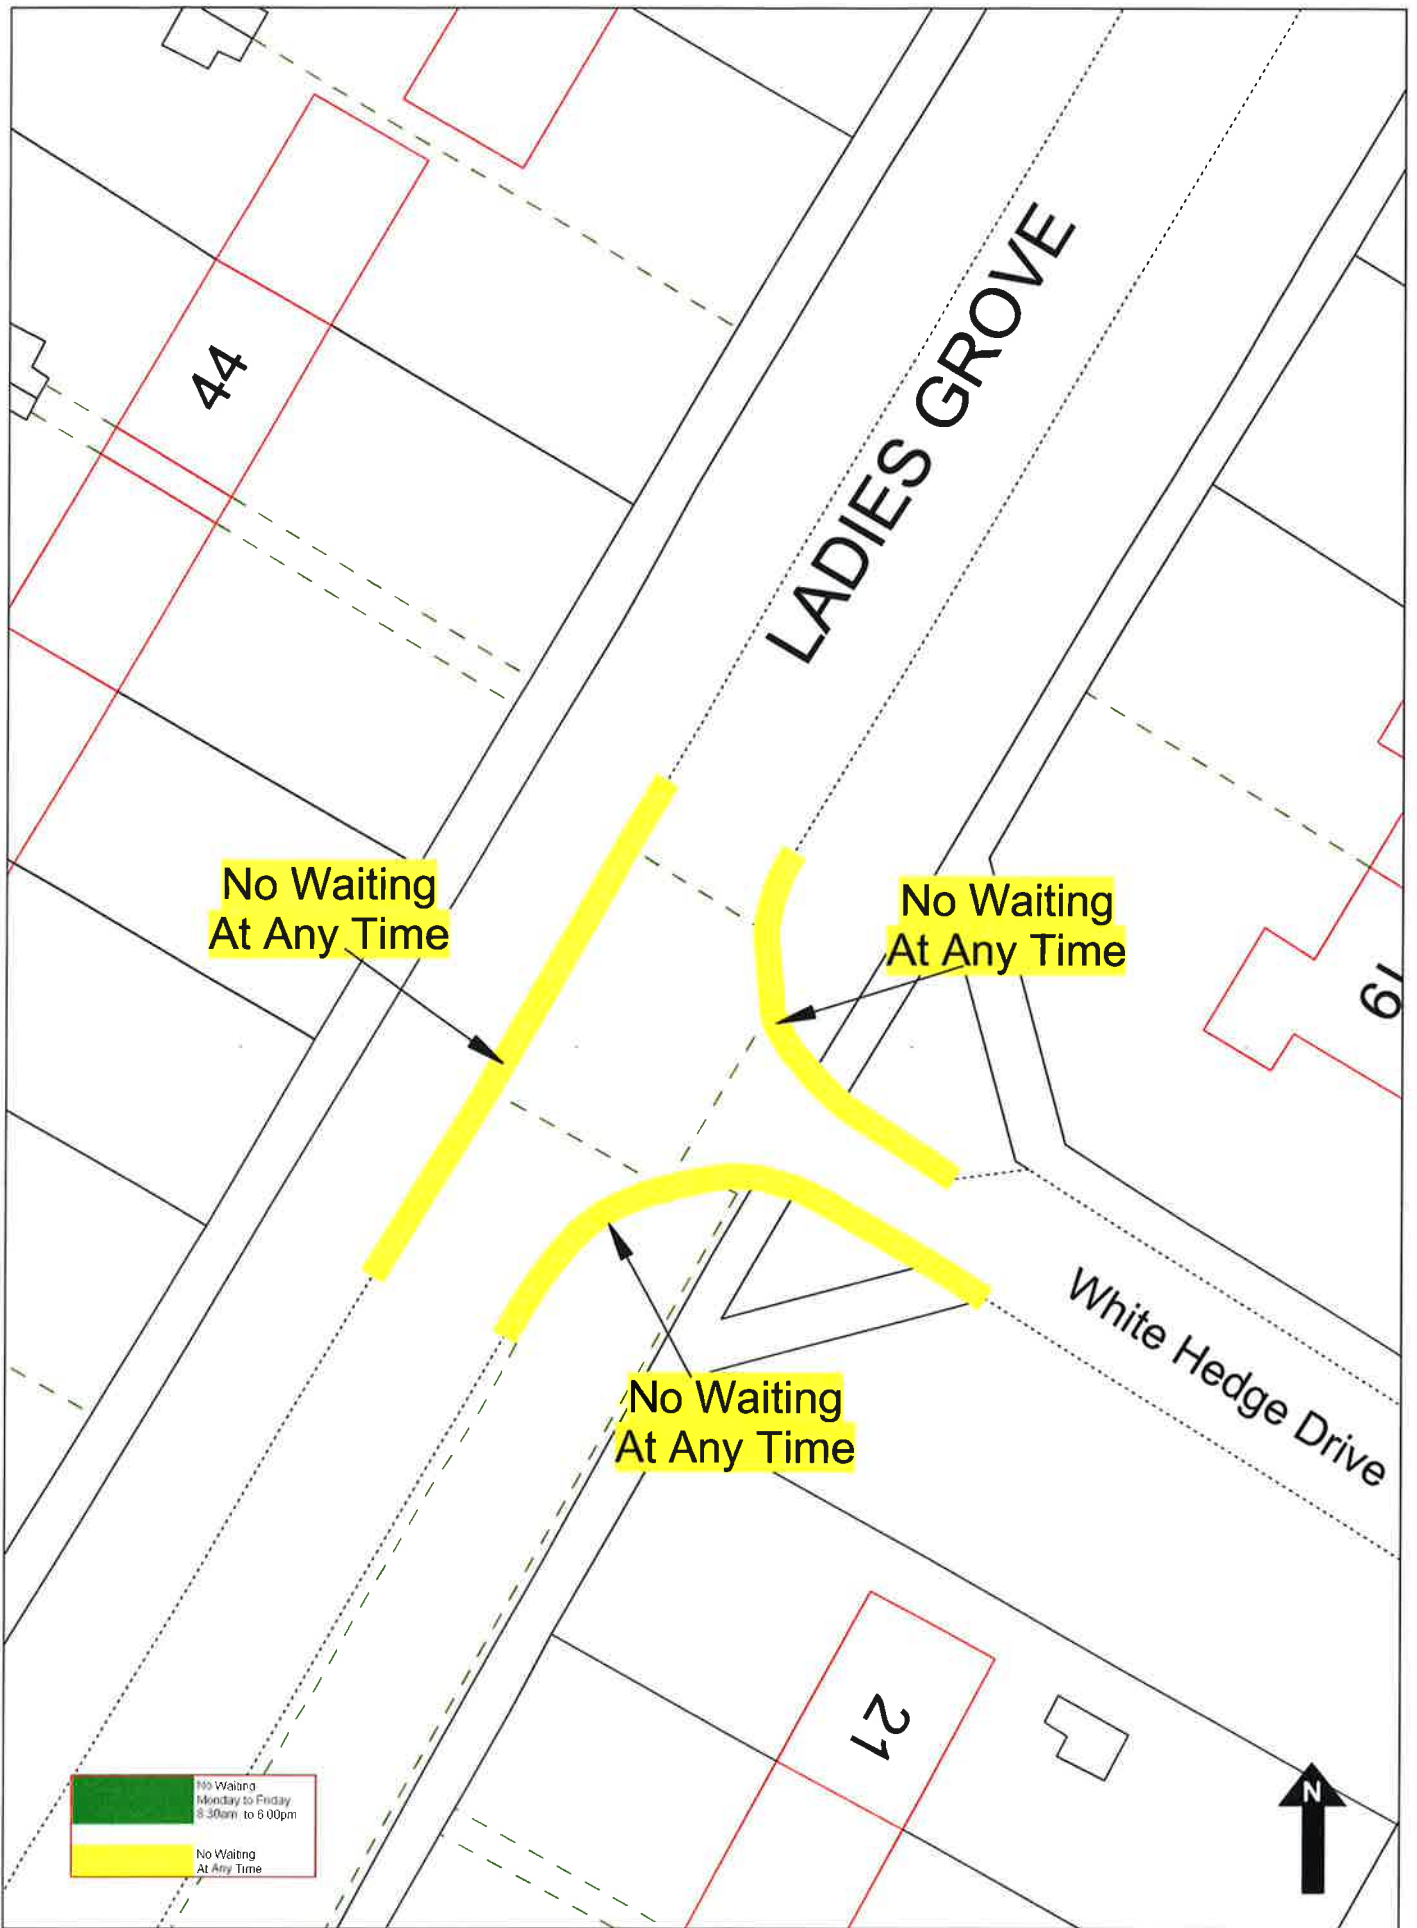 LADIES GROVE
44
No Waiting
At Any Time
No Waiting
At Any Time
19
White Hedge Drive
No Waiting
At Any Time
21
No Waiting
Monday to Friday
8.30am to 6.00pm
No Waiting
At Any Time
N